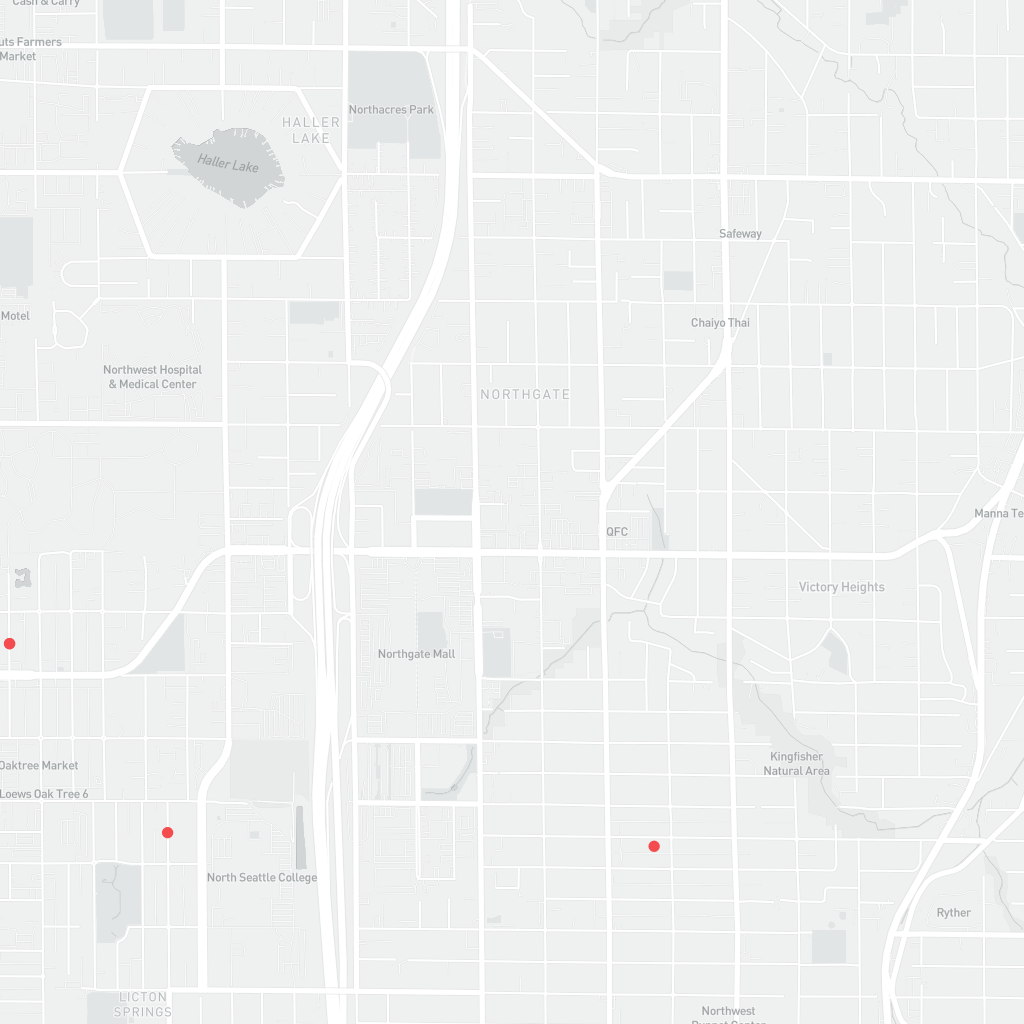 Cash & Carry
uts Farmers
Market
Northacres Park
HALLER
LAKE
Haller Lake
Safeway
Motel
Chaiyo Thai
Northwest Hospital
& Medical Center
NORTHGATE
Manna Te
QFC
Victory Heights
Northgate Mall
Oaktree Market
Kingfisher
Natural Area
Loews Oak Tree 6
North Seattle College
Ryther
LICTON
SPRINGS
Northwest
Puppet Center